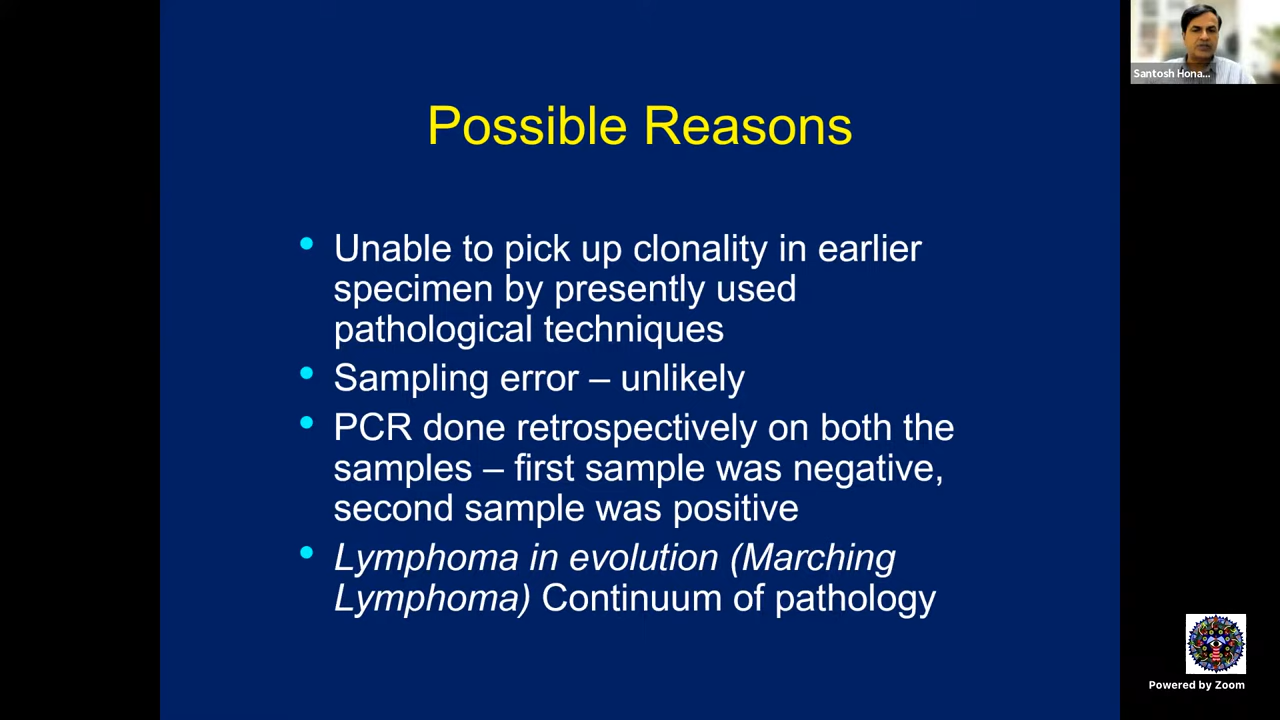 Santosh Hona...
Possible Reasons
• Unable to pick up clonality in earlier
specimen by presently used
pathological techniques
• Sampling error – unlikely
• PCR done retrospectively on both the
samples – first sample was negative,
second sample was positive
• Lymphoma in evolution (Marching
Lymphoma) Continuum of pathology
Powered by Zoom